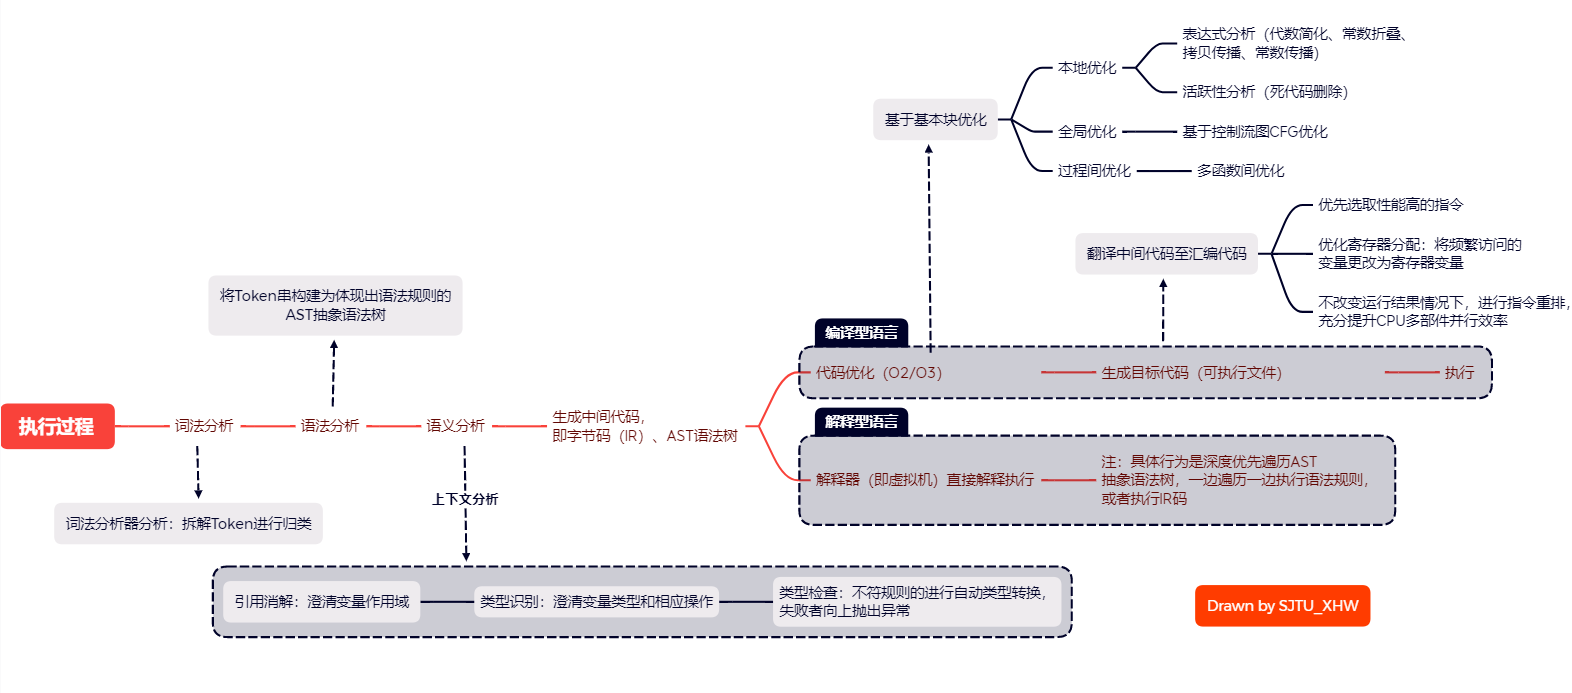 表达式分析（代数简化、常数折叠、
拷贝传播、常数传播）
本地优化
活跃性分析（死代码删除）
基于基本块优化
全局优化
基于控制流图CFG优化
过程间优化
多函数间优化
优先选取性能高的指令
翻译中间代码至汇编代码
优化寄存器分配：将频繁访问的
变量更改为寄存器变量
不改变运行结果情况下，进行指令重排，
充分提升CPU多部件并行效率
将Token串构建为体现出语法规则的
AST抽象语法树
编译型语言
代码优化（O2/O3）
生成目标代码（可执行文件）
执行
执行过程
词法分析
语法分析
语义分析
生成中间代码，
即字节码（IR）、AST语法树
解释型语言
解释器（即虚拟机）直接解释执行
注：具体行为是深度优先遍历AST
抽象语法树，一边遍历一边执行语法规则，
或者执行IR码
上下文分析
词法分析器分析：拆解Token进行归类
引用消解：澄清变量作用域
类型识别：澄清变量类型和相应操作
类型检查：不符规则的进行自动类型转换，
失败者向上抛出异常
Drawn by SJTU_XHW